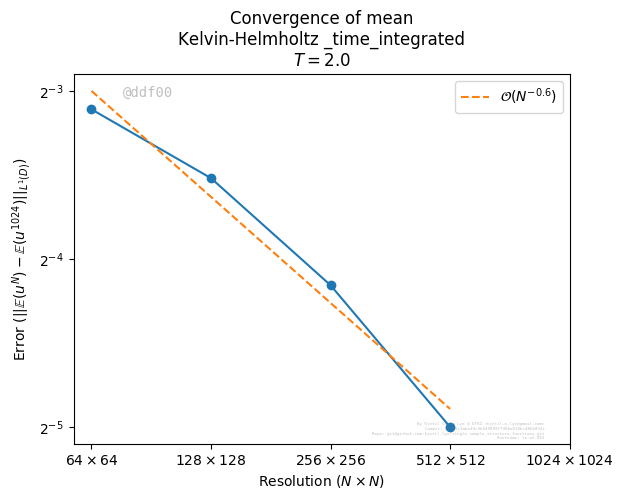 Convergence of mean
Kelvin-Helmholtz _time_integrated
T = 2.0
@ddf00
O(N^{-0.6})
2^{-3}
2^{-4}
2^{-5}
Error (||𝔼(u^N) − 𝔼(u^{1024})||_{L^1(D)})
64 × 64 128 × 128 256 × 256 512 × 512 1024 × 1024
Resolution (N × N)